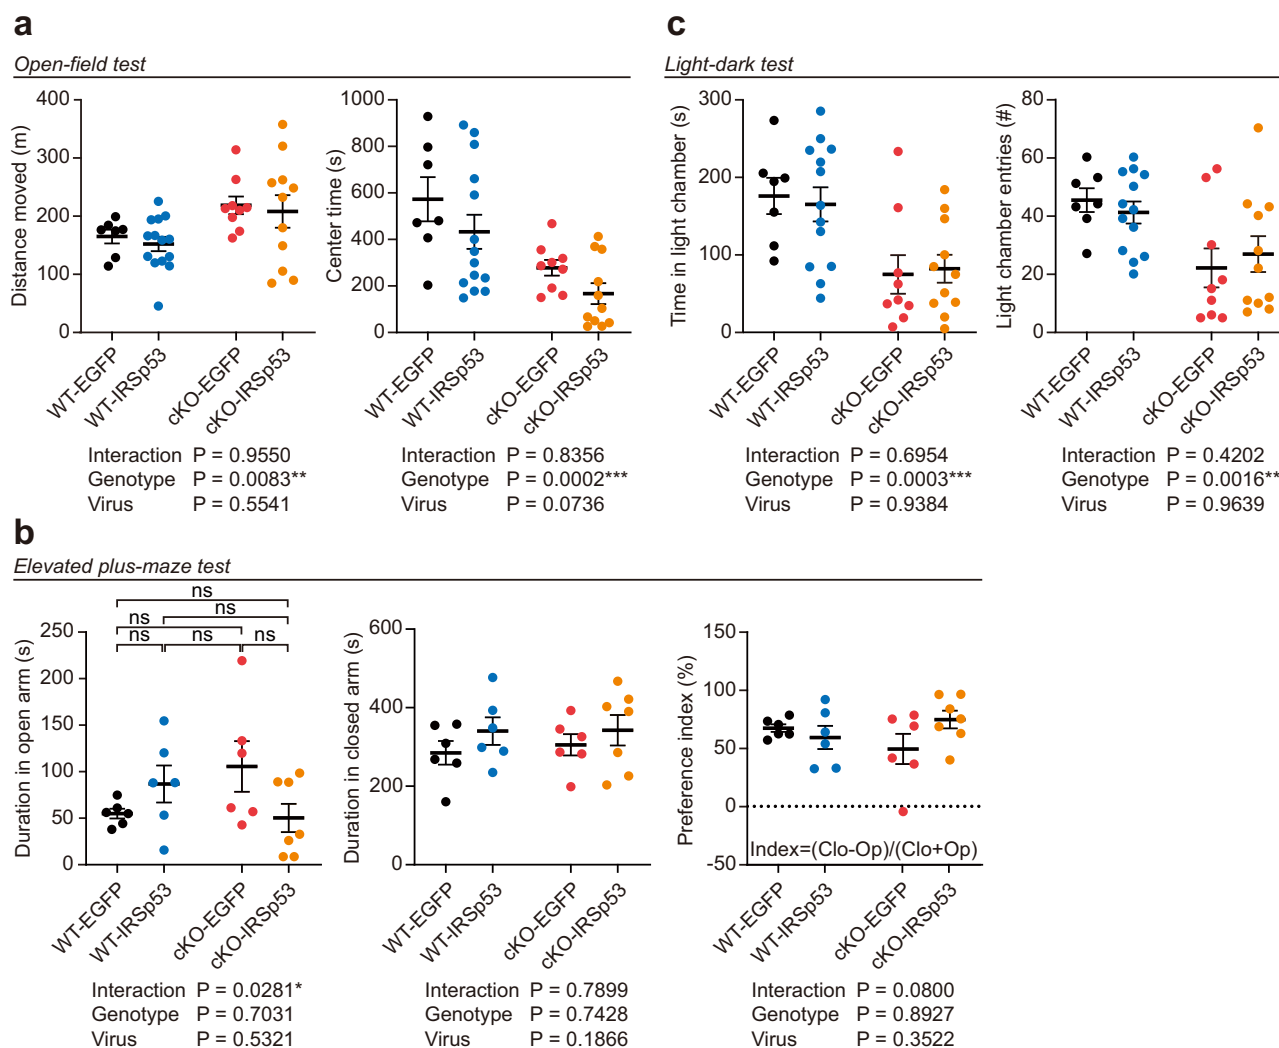 a
Open-field test
Distance moved (m)
400
300
200
100
0
WT-EGFP
WT-IRSp53
cKO-EGFP
cKO-IRSp53
Interaction P = 0.9550
Genotype P = 0.0083**
Virus P = 0.5541
Center time (s)
1000
800
600
400
200
0
WT-EGFP
WT-IRSp53
cKO-EGFP
cKO-IRSp53
Interaction P = 0.8356
Genotype P = 0.0002***
Virus P = 0.0736
c
Light-dark test
Time in light chamber (s)
300
200
100
0
WT-EGFP
WT-IRSp53
cKO-EGFP
cKO-IRSp53
Interaction P = 0.6954
Genotype P = 0.0003***
Virus P = 0.9384
Light chamber entries (#)
80
60
40
20
0
WT-EGFP
WT-IRSp53
cKO-EGFP
cKO-IRSp53
Interaction P = 0.4202
Genotype P = 0.0016**
Virus P = 0.9639
b
Elevated plus-maze test
ns
ns
ns
ns ns ns
Duration in open arm (s)
250
200
150
100
50
0
WT-EGFP
WT-IRSp53
cKO-EGFP
cKO-IRSp53
Interaction P = 0.0281*
Genotype P = 0.7031
Virus P = 0.5321
Duration in closed arm (s)
600
400
200
0
WT-EGFP
WT-IRSp53
cKO-EGFP
cKO-IRSp53
Interaction P = 0.7899
Genotype P = 0.7428
Virus P = 0.1866
Preference index (%)
150
100
50
0
-50
Index=(Clo-Op)/(Clo+Op)
WT-EGFP
WT-IRSp53
cKO-EGFP
cKO-IRSp53
Interaction P = 0.0800
Genotype P = 0.8927
Virus P = 0.3522